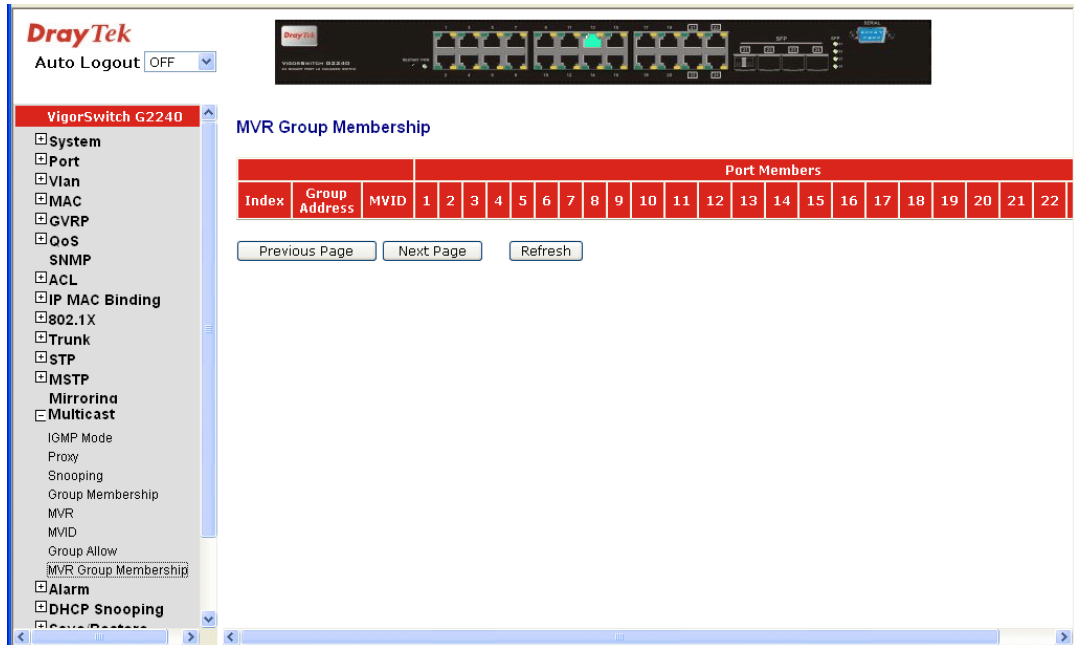 DrayTek
Auto Logout OFF
DrayTek
SFP
SERIAL
VigorSwitch G2240
System
Port
Vlan
MAC
GVRP
QoS
SNMP
ACL
IP MAC Binding
802.1X
Trunk
STP
MSTP
Mirroring
Multicast
IGMP Mode
Proxy
Snooping
Group Membership
MVR
MVID
Group Allow
MVR Group Membership
Alarm
DHCP Snooping
MVR Group Membership
Port Members
Index Group Address MVID 1 2 3 4 5 6 7 8 9 10 11 12 13 14 15 16 17 18 19 20 21 22
Previous Page Next Page Refresh